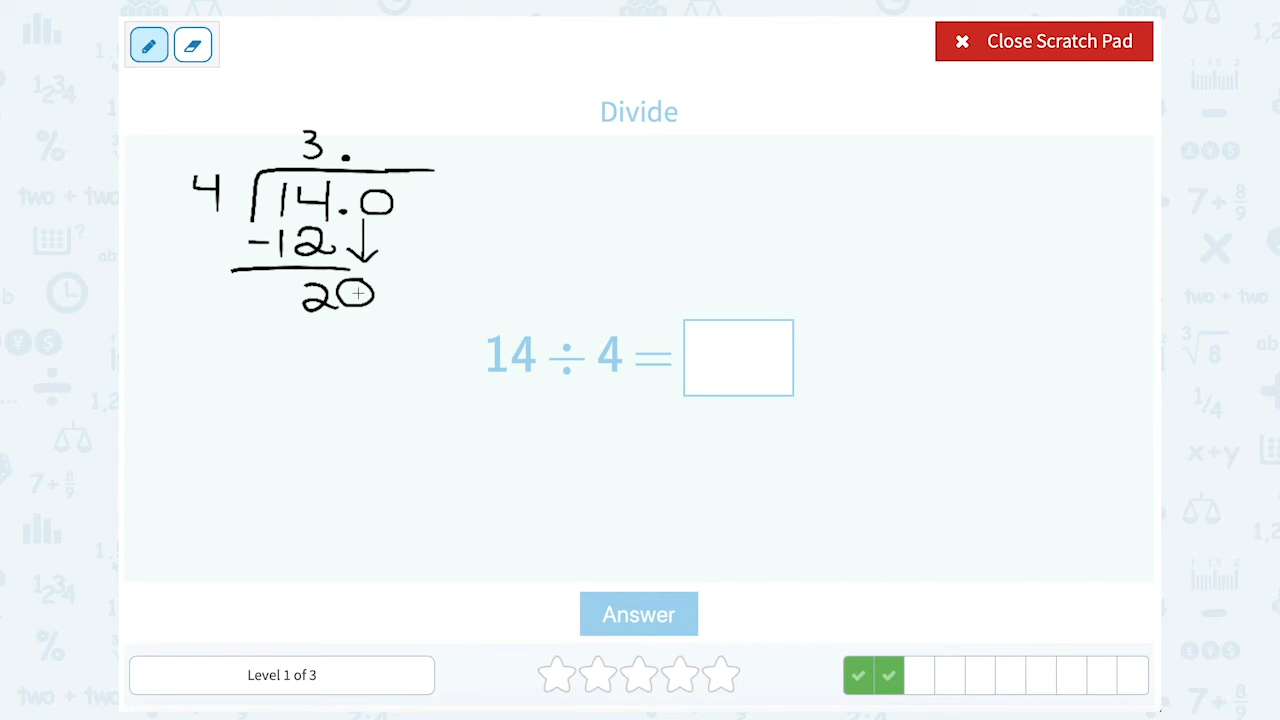 Close Scratch Pad
Divide
3.
4 14.0
-12
20
14 ÷ 4 =
Answer
Level 1 of 3